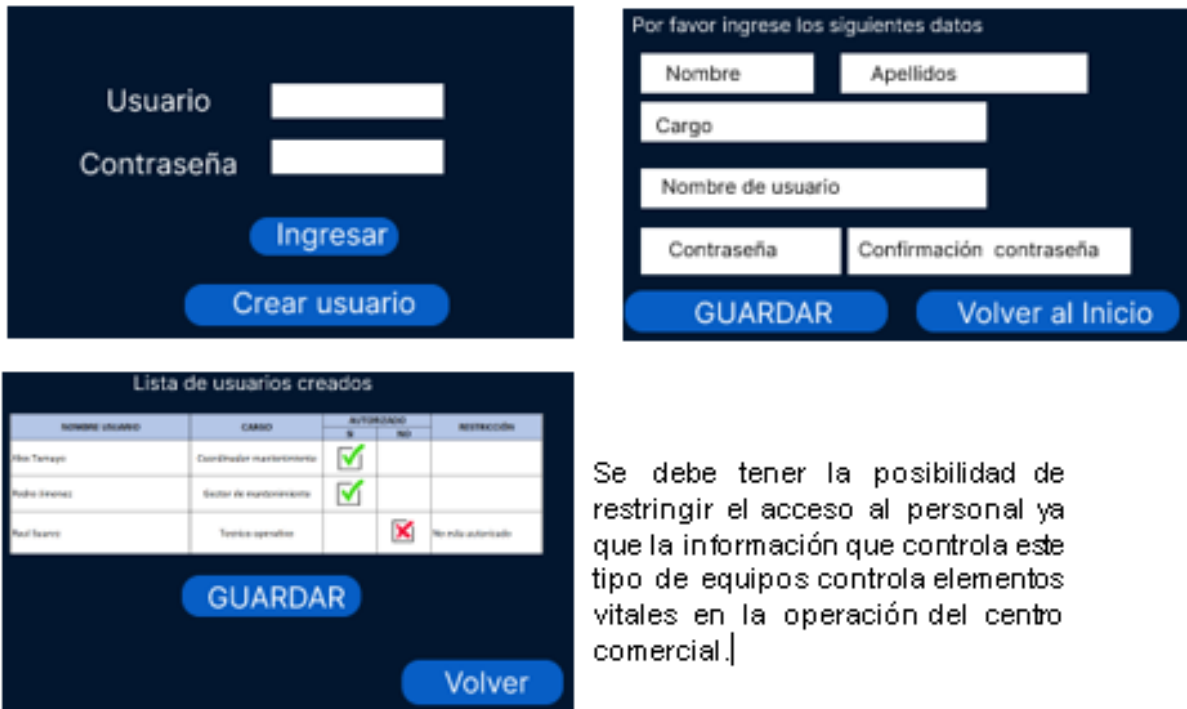 Usuario
Contraseña
Ingresar
Crear usuario
Por favor ingrese los siguientes datos
Nombre Apellidos
Cargo
Nombre de usuario
Contraseña Confirmación contraseña
GUARDAR Volver al Inicio
Lista de usuarios creados
NOMBRE USUARIO CARGO AUTORIZADO RESTRICCIÓN
SI NO
Tamayo Coordinador mantenimiento
Pedro Jimenez Gestor de mantenimiento
Raul Suarez Tecnico operativo No esta autorizado
GUARDAR
Volver
Se debe tener la posibilidad de
restringir el acceso al personal ya
que la información que controla este
tipo de equipos controla elementos
vitales en la operación del centro
comercial.